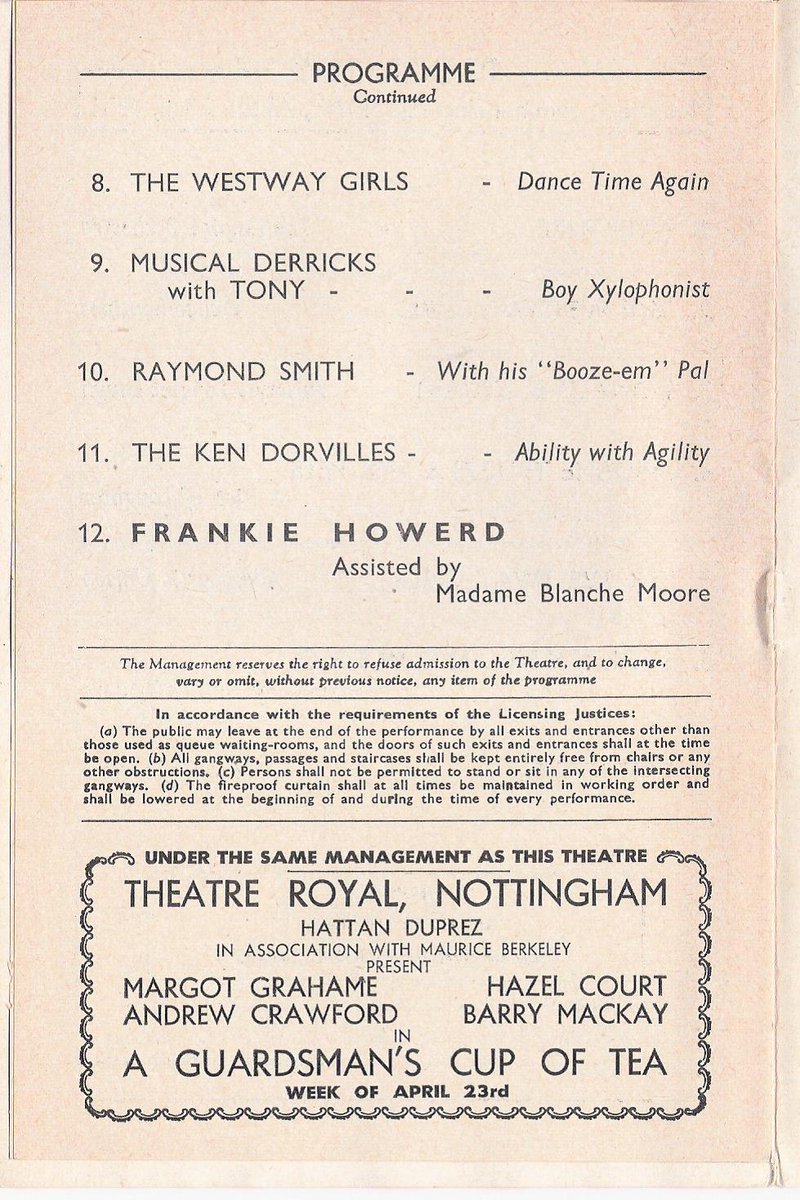 PROGRAMME
Continued
8. THE WESTWAY GIRLS - Dance Time Again
9. MUSICAL DERRICKS
with TONY - - - Boy Xylophonist
10. RAYMOND SMITH - With his "Booze-em" Pal
11. THE KEN DORVILLES - - Ability with Agility
12. FRANKIE HOWERD
Assisted by
Madame Blanche Moore
The Management reserves the right to refuse admission to the Theatre, and to change,
vary or omit, without previous notice, any item of the programme
In accordance with the requirements of the Licensing Justices:
(a) The public may leave at the end of the performance by all exits and entrances other than
those used as queue waiting-rooms, and the doors of such exits and entrances shall at the time
be open. (b) All gangways, passages and staircases shall be kept entirely free from chairs or any
other obstructions. (c) Persons shall not be permitted to stand or sit in any of the intersecting
gangways. (d) The fireproof curtain shall at all times be maintained in working order and
shall be lowered at the beginning of and during the time of every performance.
UNDER THE SAME MANAGEMENT AS THIS THEATRE
THEATRE ROYAL, NOTTINGHAM
HATTAN DUPREZ
IN ASSOCIATION WITH MAURICE BERKELEY
PRESENT
MARGOT GRAHAME HAZEL COURT
ANDREW CRAWFORD BARRY MACKAY
IN
A GUARDSMAN'S CUP OF TEA
WEEK OF APRIL 23rd